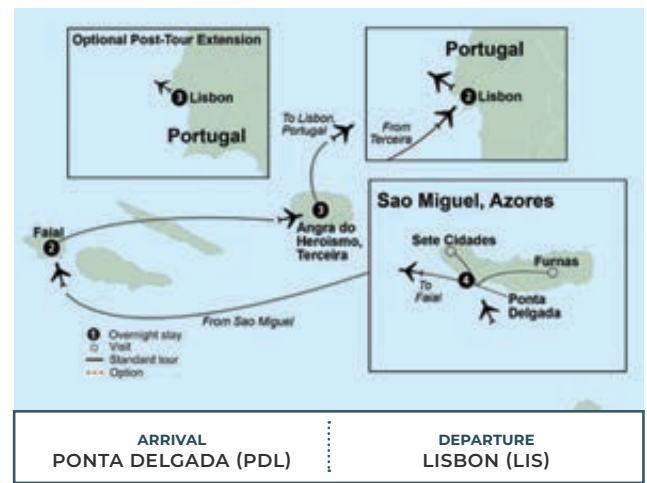 Optional Post-Tour Extension
3 Lisbon
Portugal
Portugal
2 Lisbon
From
Terceira
To Lisbon,
Portugal
3
Angra do
Heroismo,
Terceira
Faial
2
From Sao Miguel
Sao Miguel, Azores
Sete Cidades
Furnas
4
To
Faial
Ponta
Delgada
1 Overnight stay
Visit
Standard tour
Option
ARRIVAL
PONTA DELGADA (PDL)
DEPARTURE
LISBON (LIS)